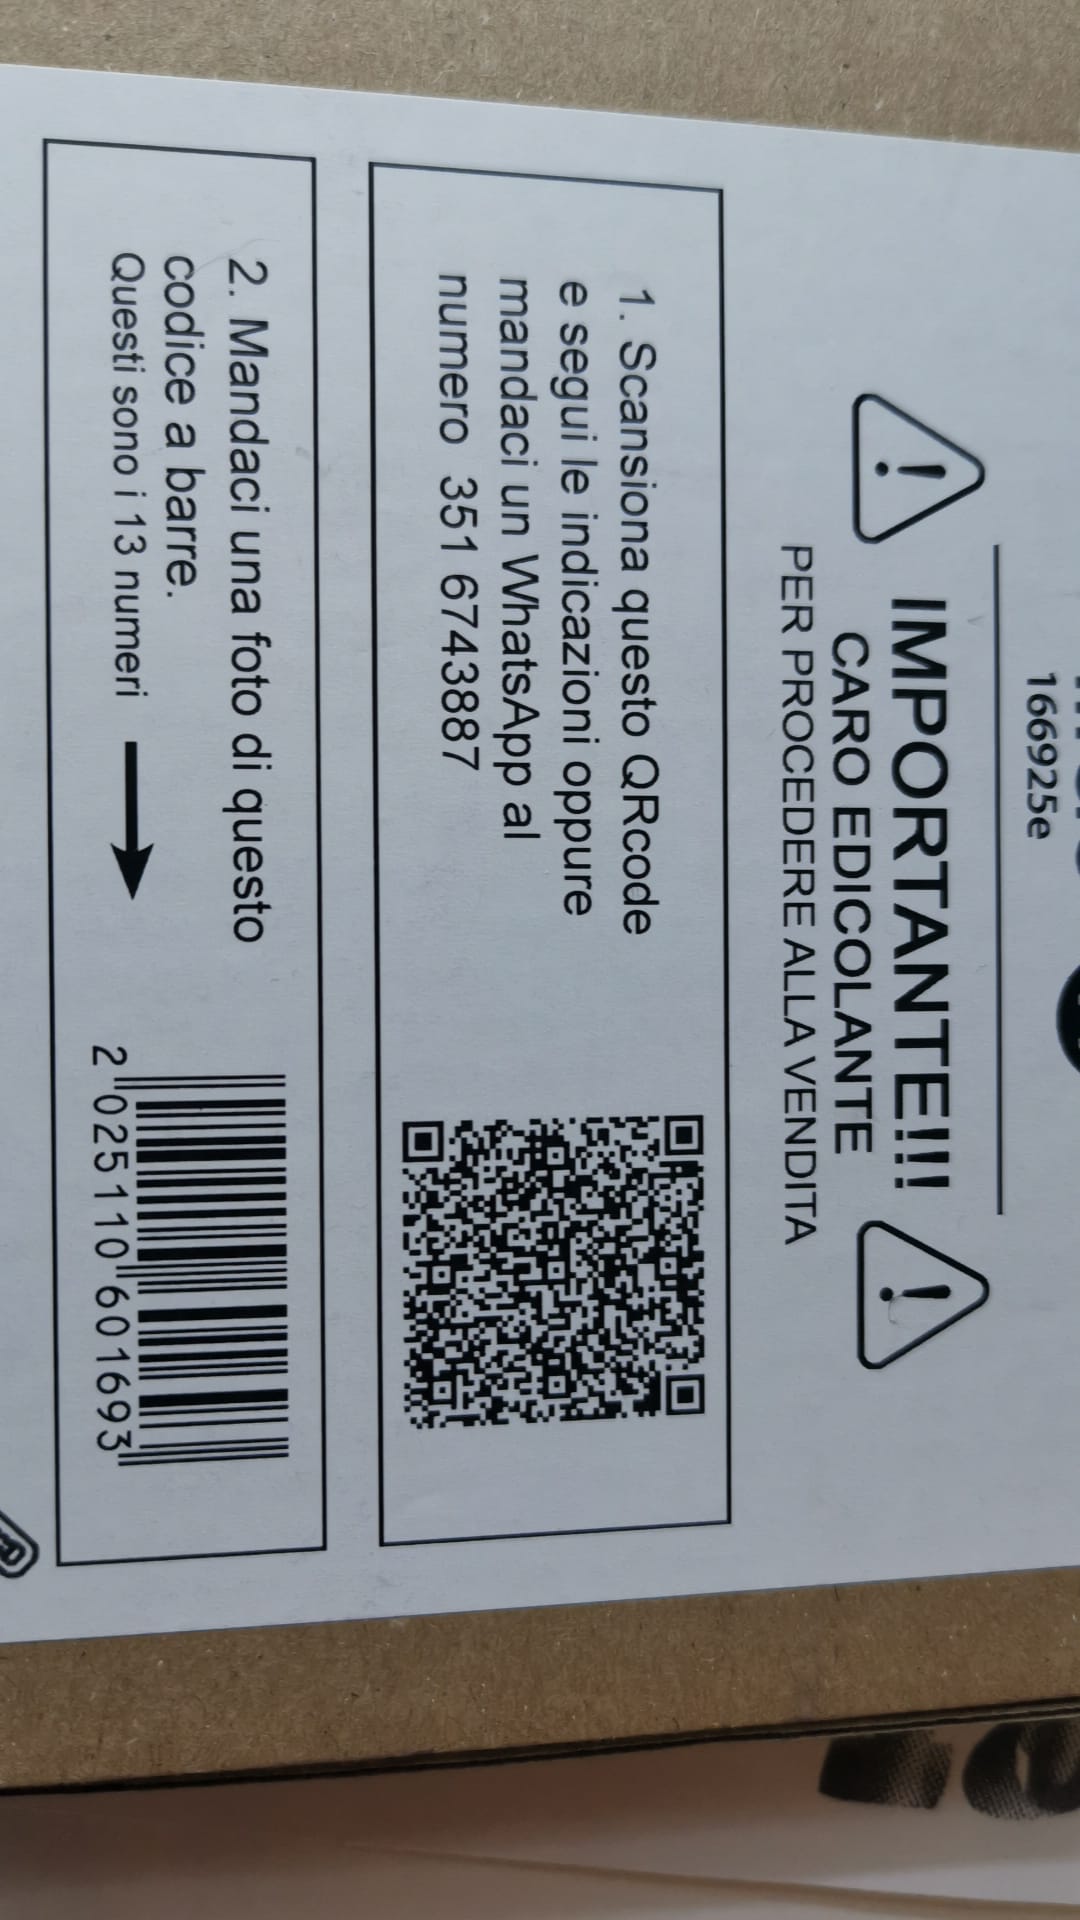 166925e
IMPORTANTE!!!
CARO EDICOLANTE
PER PROCEDERE ALLA VENDITA
1. Scansiona questo QRcode
e segui le indicazioni oppure
mandaci un WhatsApp al
numero 351 6743887
2. Mandaci una foto di questo
codice a barre.
Questi sono i 13 numeri
2 025110 601693